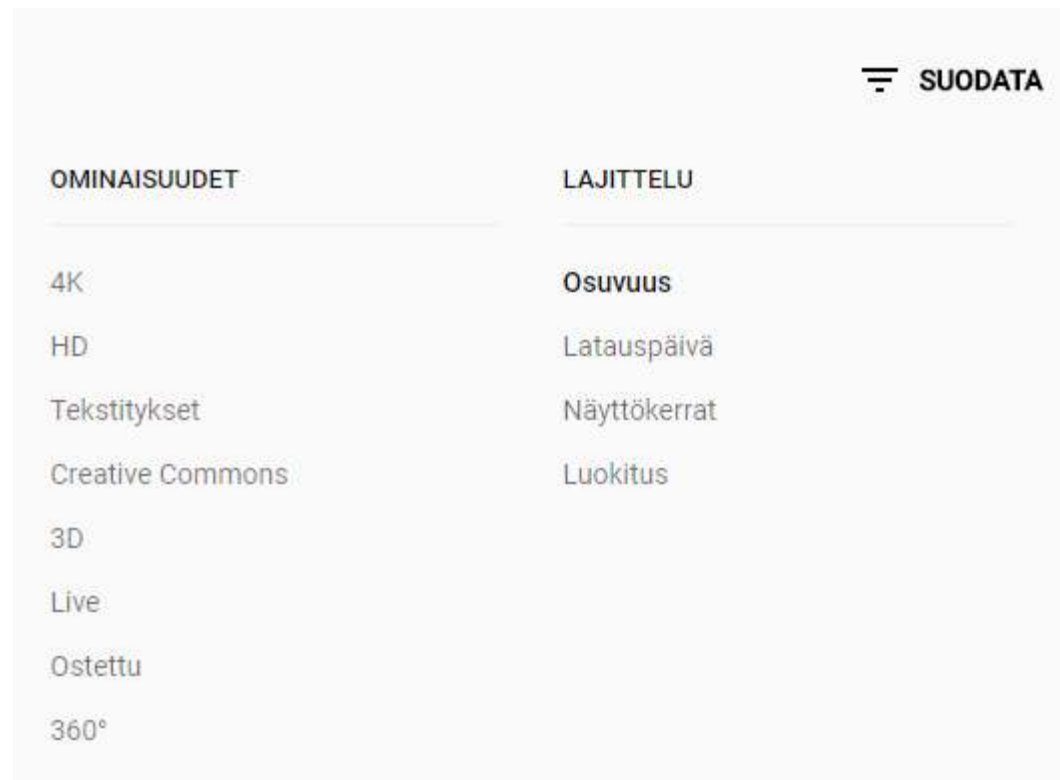 SUODATA
OMINAISUUDET
4K
HD
Tekstitykset
Creative Commons
3D
Live
Ostettu
360°
LAJITTELU
Osuvuus
Latauspäivä
Näyttökerrat
Luokitus